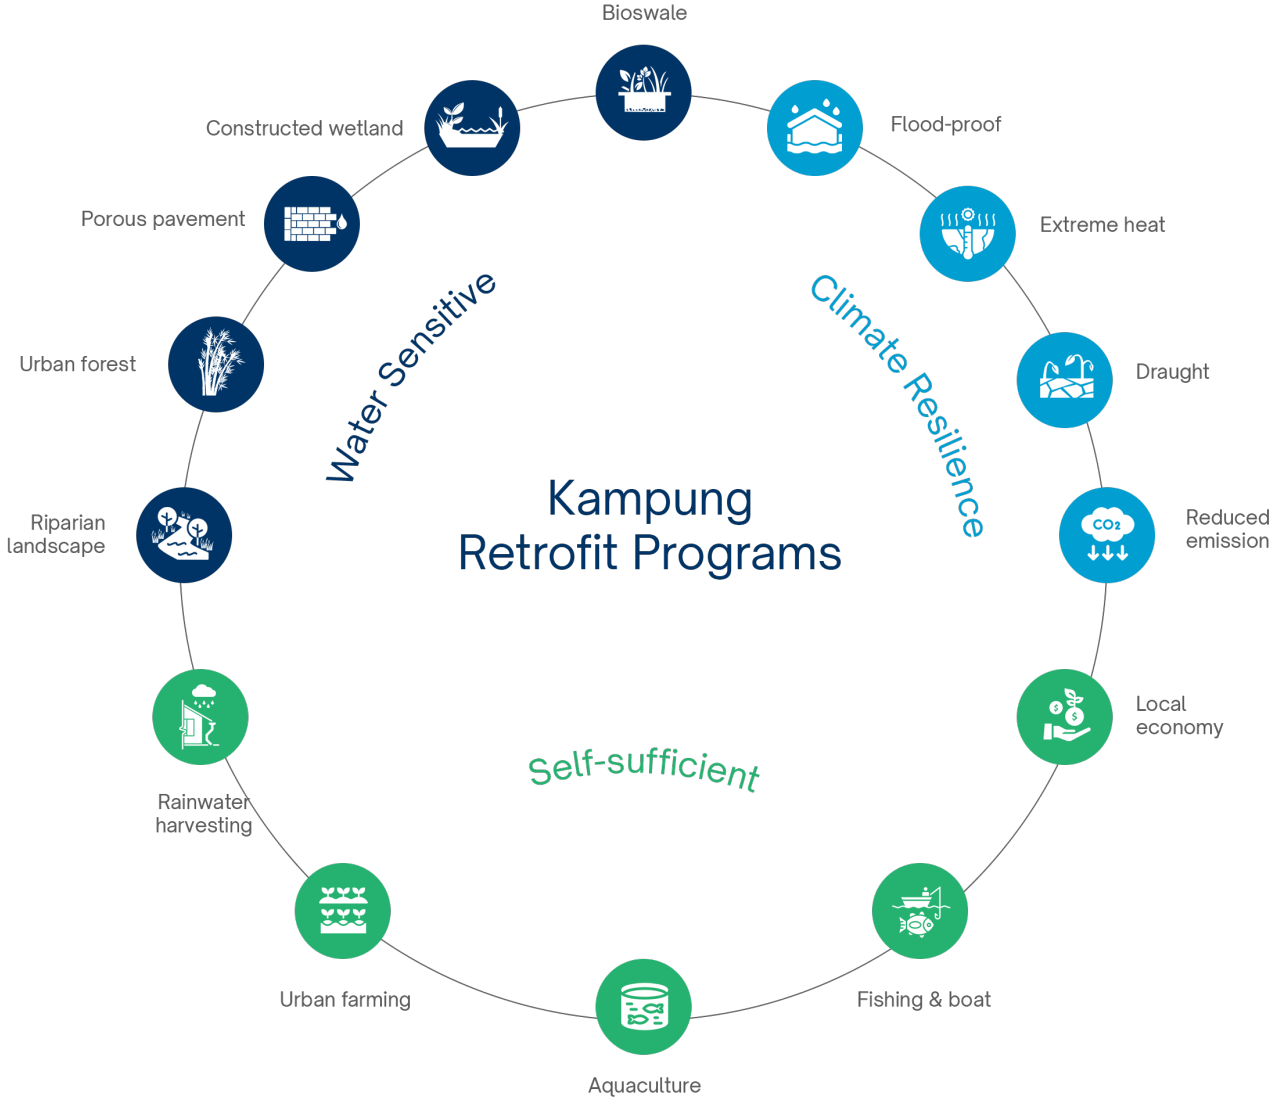 Bioswale
Constructed wetland
Flood-proof
Porous pavement
Extreme heat
Urban forest
Draught
Riparian
landscape
Reduced
emission
CO₂
Water Sensitive
Climate Resilience
Kampung
Retrofit Programs
Self-sufficient
Local
economy
$
$
Rainwater
harvesting
Urban farming
Fishing & boat
Aquaculture